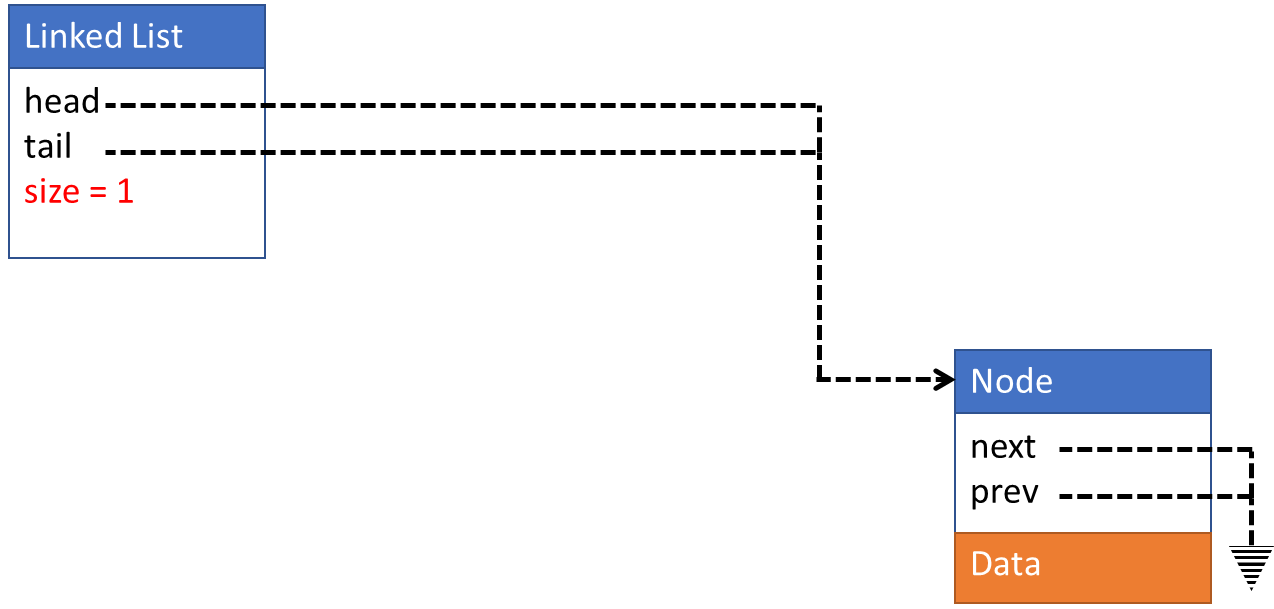 Linked List
head
tail
size = 1
Node
next
prev
Data